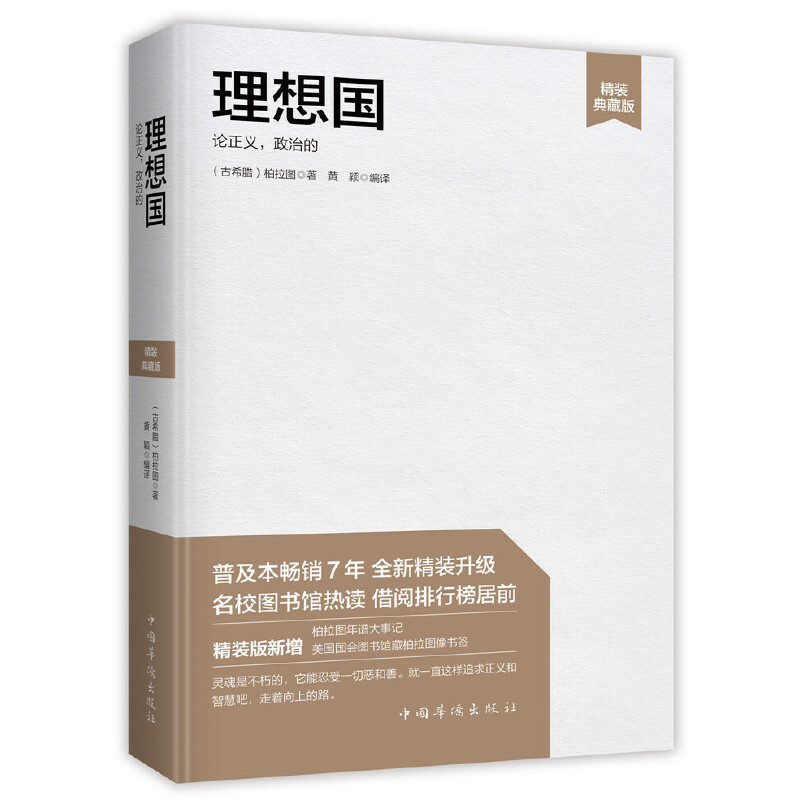 理想国
论正义，政治的
（古希腊）柏拉图◎著 黄 颖◎编译
精装
典藏版
普及本畅销7年 全新精装升级
名校图书馆热读 借阅排行榜居前
精装版新增
柏拉图年谱大事记
美国国会图书馆藏柏拉图像书签
灵魂是不朽的，它能忍受一切恶和善。就一直这样追求正义和
智慧吧，走着向上的路。
中国华侨出版社
理想国
论正义，政治的
精装
典藏版
（古希腊）柏拉图◎著
黄 颖◎编译
中国华侨出版社